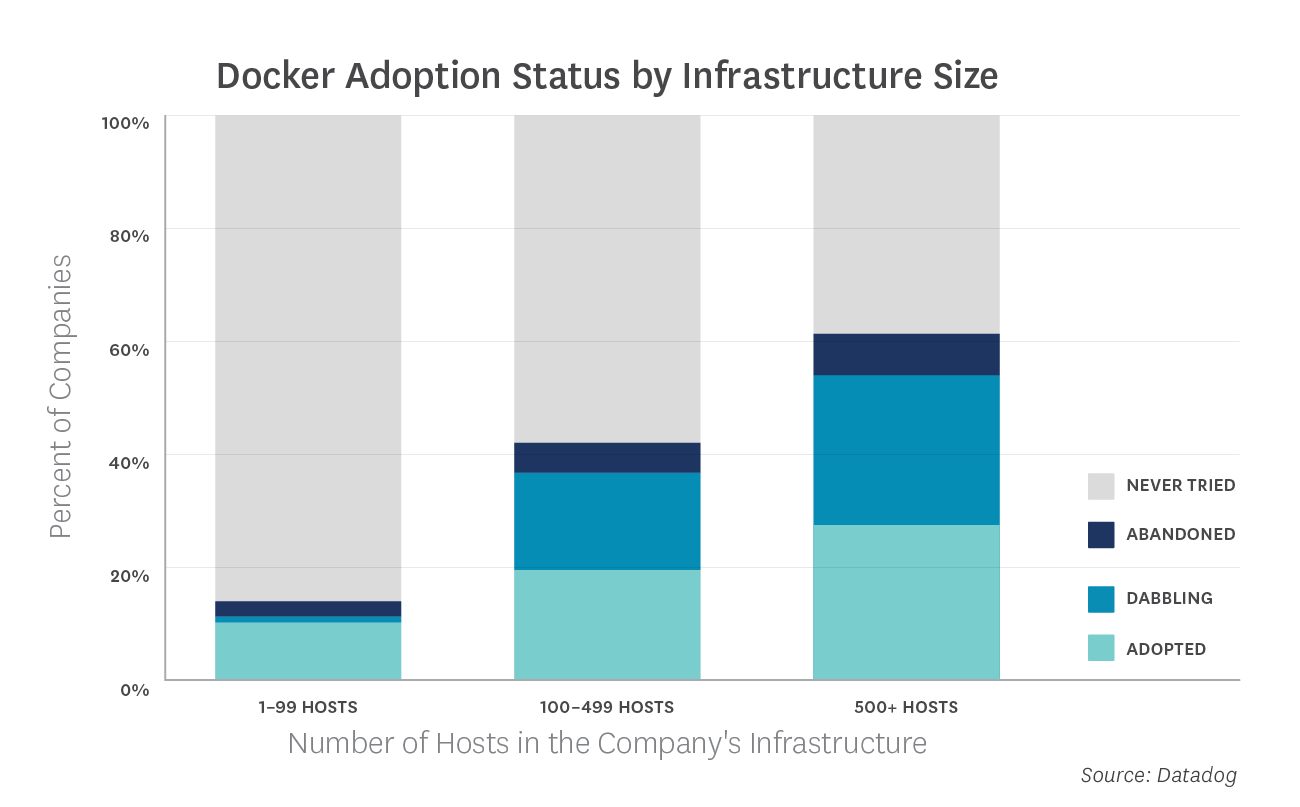 Docker Adoption Status by Infrastructure Size
100%
80%
60%
40%
20%
0%
Percent of Companies
NEVER TRIED
ABANDONED
DABBLING
ADOPTED
1–99 HOSTS
100–499 HOSTS
500+ HOSTS
Number of Hosts in the Company's Infrastructure
Source: Datadog